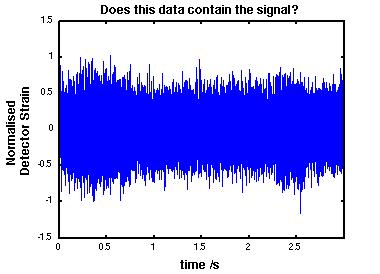 Does this data contain the signal?
1.5
1
0.5
0
-0.5
-1
-1.5
Normalised
Detector Strain
0 0.5 1 1.5 2 2.5
time /s